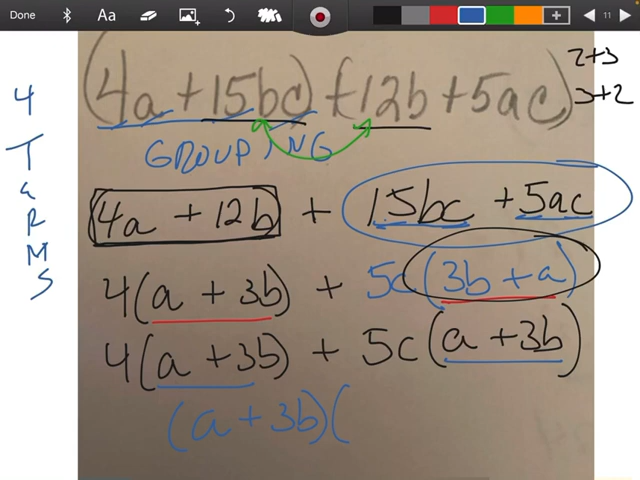 Done Aa 11
(4a + 15bc) + (12b + 5ac)
2+3
3+2
4 TERMS
GROUPING
4a + 12b + 15bc + 5ac
4(a + 3b) + 5c(3b + a)
4(a + 3b) + 5c(a + 3b)
(a + 3b)(